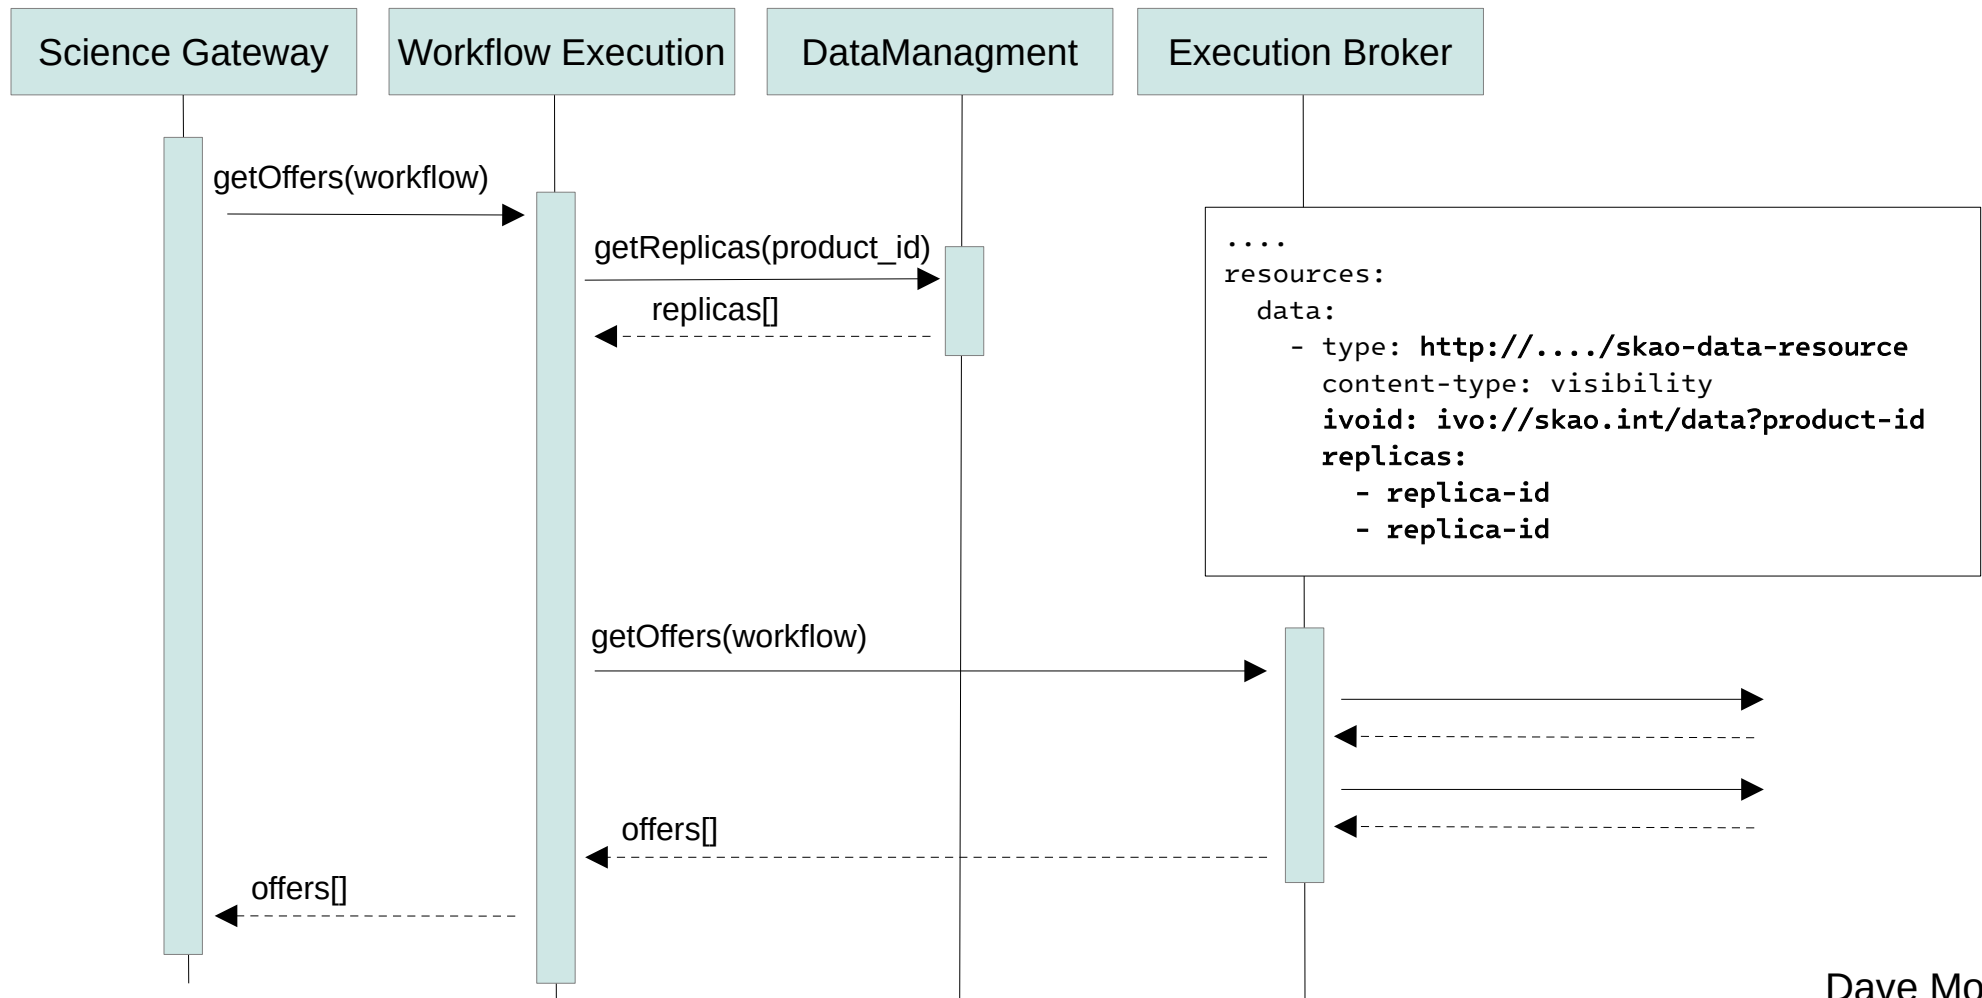 Science Gateway
Workflow Execution
DataManagment
Execution Broker
getOffers(workflow)
getReplicas(product_id)
replicas[]
....
resources:
data:
- type: http://..../skao-data-resource
content-type: visibility
ivoid: ivo://skao.int/data?product-id
replicas:
- replica-id
- replica-id
getOffers(workflow)
offers[]
offers[]
Dave